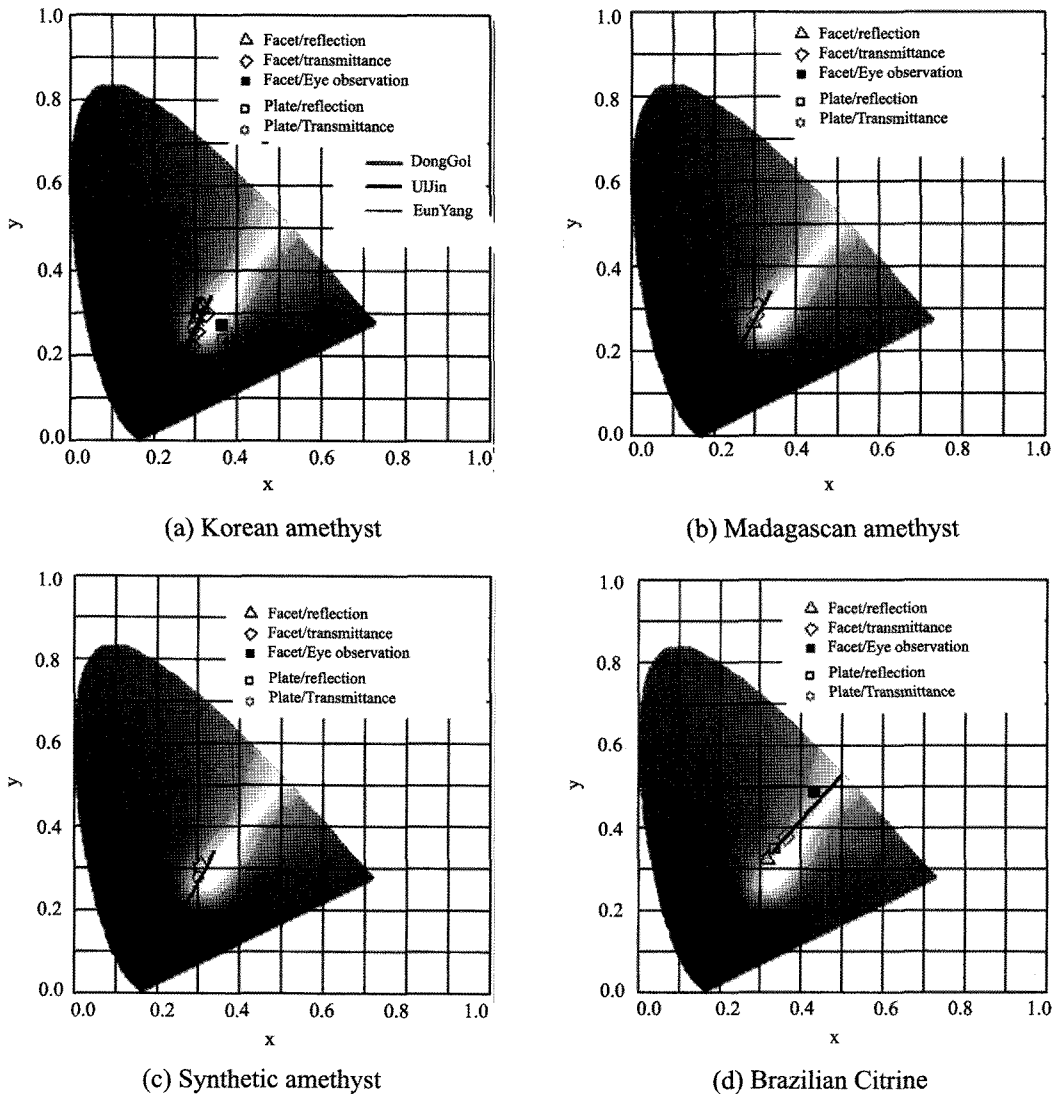 1.0
0.8
0.6
0.4
0.2
0.0
y
△ Facet/reflection
◇ Facet/transmittance
■ Facet/Eye observation
□ Plate/reflection
○ Plate/Transmittance
DongGol
UlJin
EunYang
0.0 0.2 0.4 0.6 0.8 1.0
x
(a) Korean amethyst
1.0
0.8
0.6
0.4
0.2
0.0
y
△ Facet/reflection
◇ Facet/transmittance
■ Facet/Eye observation
□ Plate/reflection
○ Plate/Transmittance
0.0 0.2 0.4 0.6 0.8 1.0
x
(b) Madagascan amethyst
1.0
0.8
0.6
0.4
0.2
0.0
y
△ Facet/reflection
◇ Facet/transmittance
■ Facet/Eye observation
□ Plate/reflection
○ Plate/Transmittance
0.0 0.2 0.4 0.6 0.8 1.0
x
(c) Synthetic amethyst
1.0
0.8
0.6
0.4
0.2
0.0
y
△ Facet/reflection
◇ Facet/transmittance
■ Facet/Eye observation
□ Plate/reflection
○ Plate/Transmittance
0.0 0.2 0.4 0.6 0.8 1.0
x
(d) Brazilian Citrine